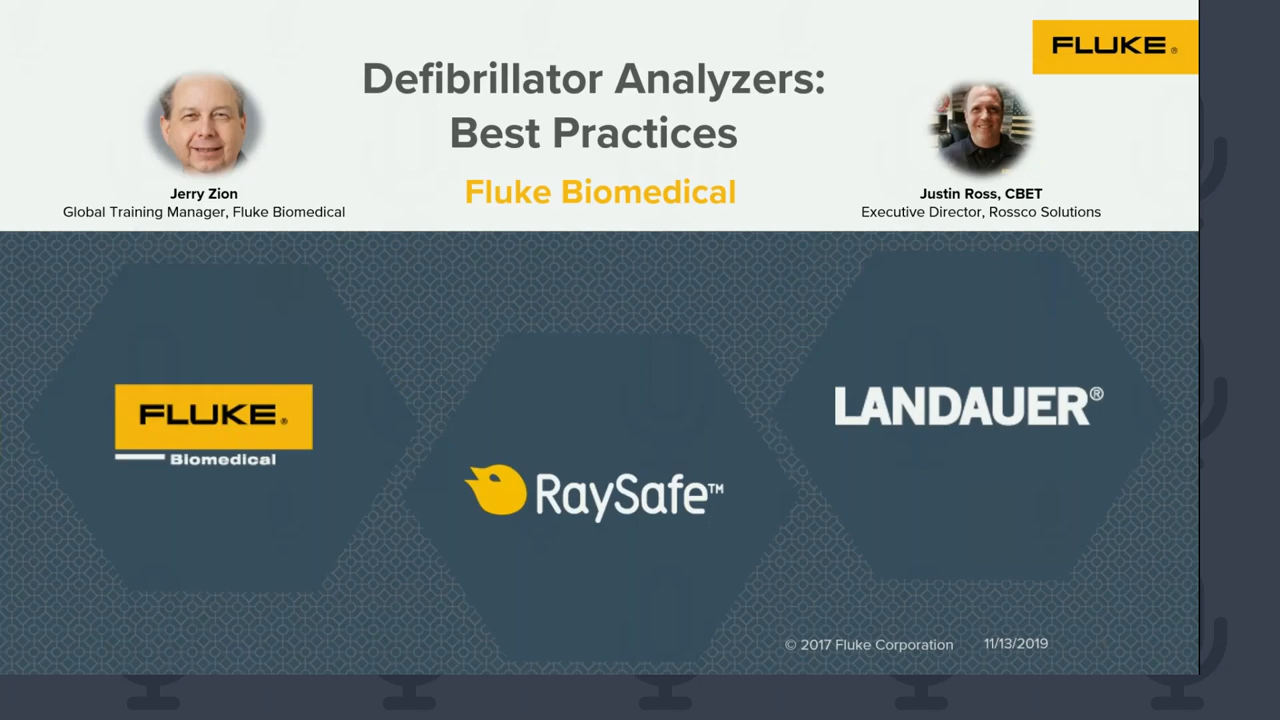 FLUKE®
Defibrillator Analyzers:
Best Practices
Fluke Biomedical
Jerry Zion
Global Training Manager, Fluke Biomedical
Justin Ross, CBET
Executive Director, Rossco Solutions
FLUKE®
Biomedical
RaySafe™
LANDAUER®
© 2017 Fluke Corporation
11/13/2019